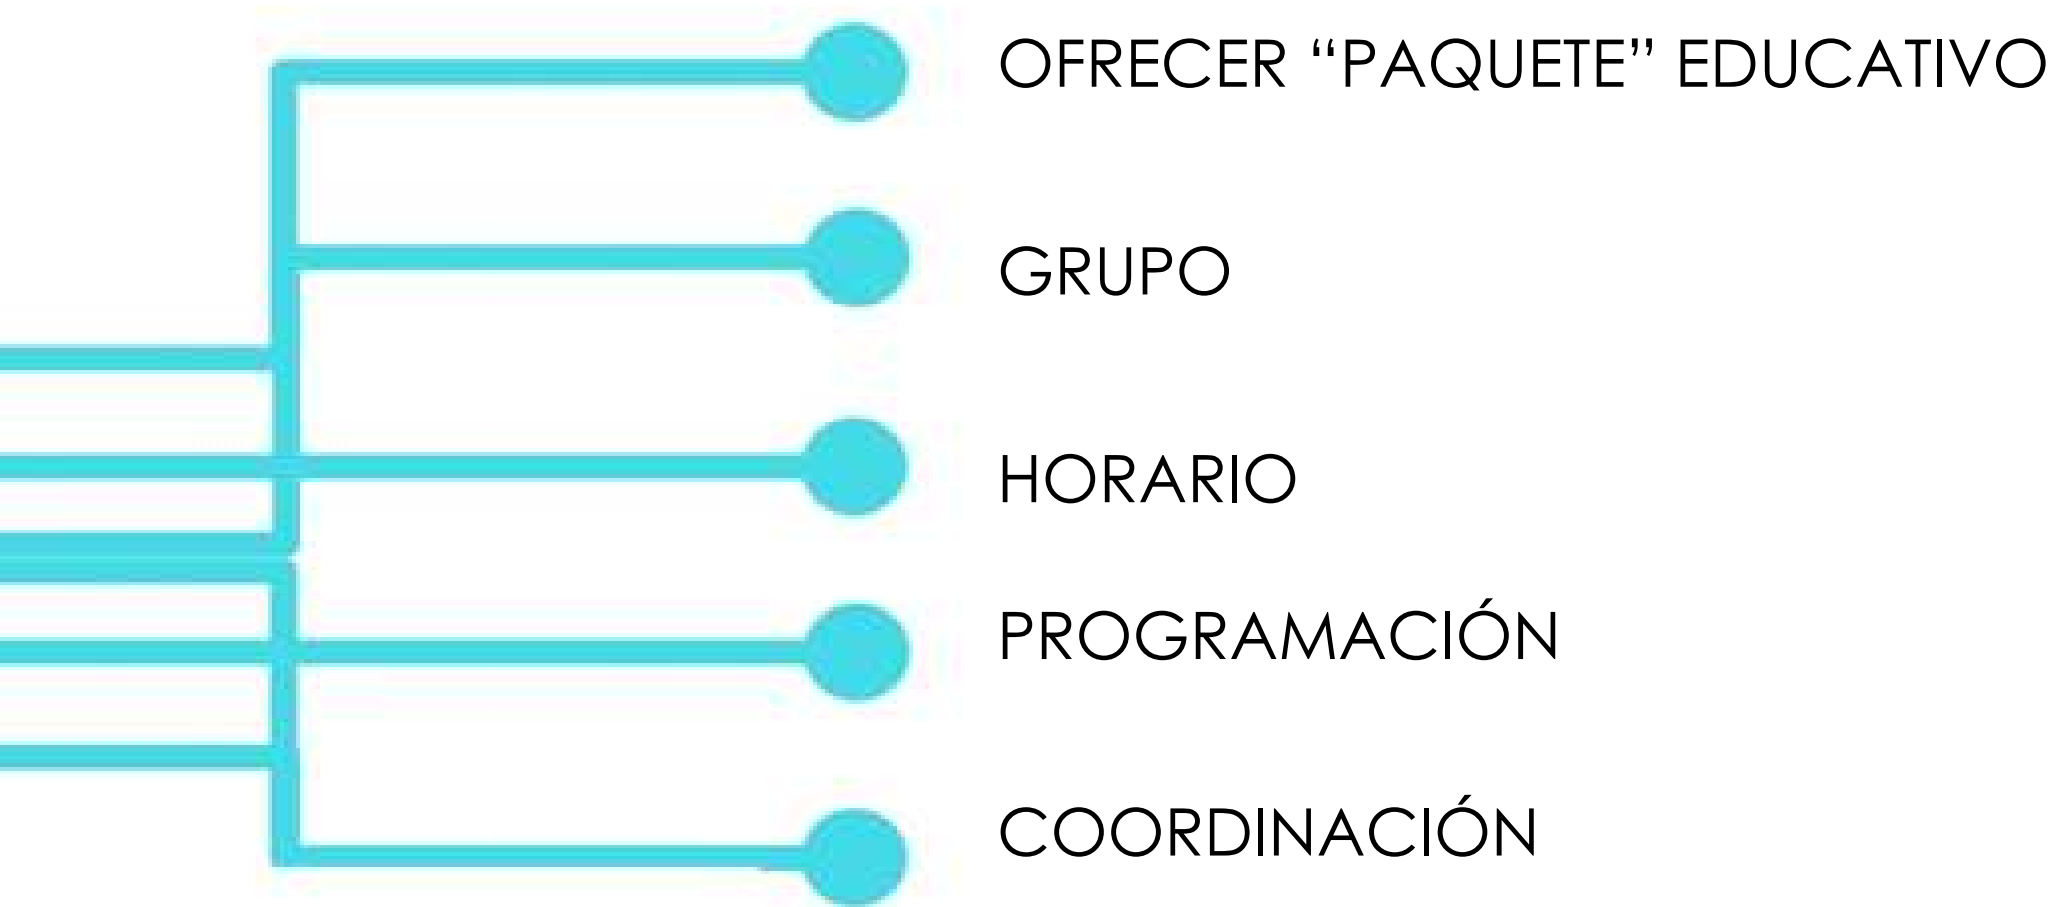 OFRECER “PAQUETE” EDUCATIVO
GRUPO
HORARIO
PROGRAMACIÓN
COORDINACIÓN